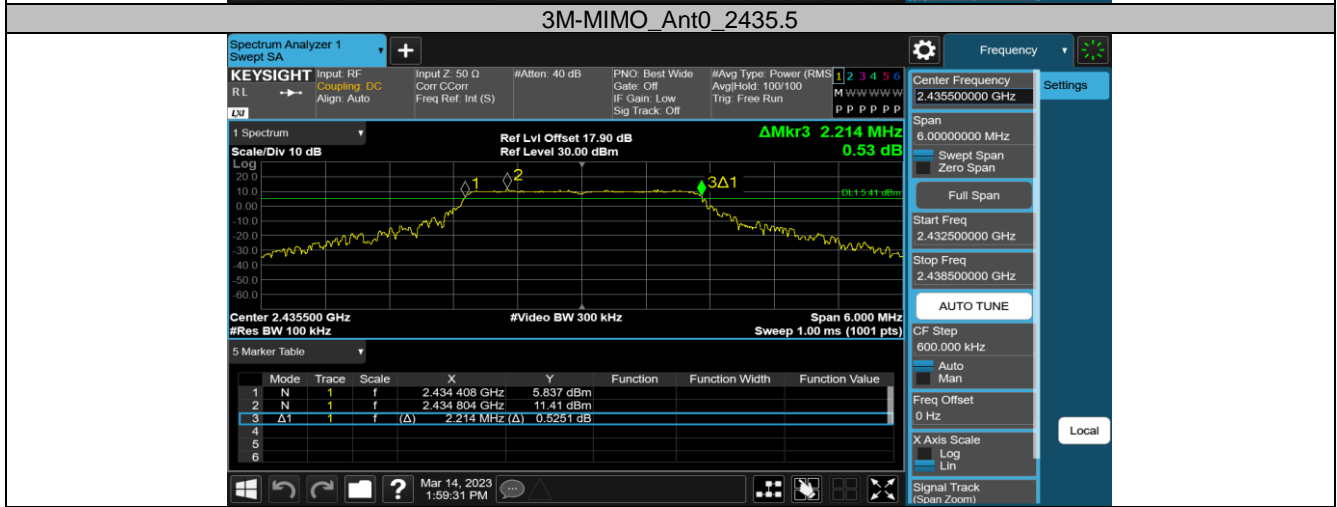 3M-MIMO_Ant0_2435.5
Spectrum Analyzer 1
Swept SA
+
Frequency
KEYSIGHT
R L
LXI
Input: RF
Coupling: DC
Align: Auto
Input Z: 50 Ω
Corr CCorr
Freq Ref: Int (S)
#Atten: 40 dB
PNO: Best Wide
Gate: Off
IF Gain: Low
Sig Track: Off
#Avg Type: Power (RMS
Avg|Hold: 100/100
Trig: Free Run
1 2 3 4 5 6
M W W W W W
P P P P P P
1 Spectrum
Scale/Div 10 dB
Ref Lvl Offset 17.90 dB
Ref Level 30.00 dBm
ΔMkr3 2.214 MHz
0.53 dB
Log
20.0
10.0
0.00
-10.0
-20.0
-30.0
-40.0
-50.0
-60.0
1
2
3Δ1
DL1 5.41 dBm
Center 2.435500 GHz
#Res BW 100 kHz
#Video BW 300 kHz
Span 6.000 MHz
Sweep 1.00 ms (1001 pts)
5 Marker Table
Mode Trace Scale X Y Function Function Width Function Value
1 N 1 f 2.434 408 GHz 5.837 dBm
2 N 1 f 2.434 804 GHz 11.41 dBm
3 Δ1 1 f (Δ) 2.214 MHz (Δ) 0.5251 dB
4
5
6
Mar 14, 2023
1:59:31 PM
?
Center Frequency
2.435500000 GHz
Settings
Span
6.00000000 MHz
Swept Span
Zero Span
Full Span
Start Freq
2.432500000 GHz
Stop Freq
2.438500000 GHz
AUTO TUNE
CF Step
600.000 kHz
Auto
Man
Freq Offset
0 Hz
X Axis Scale
Log
Lin
Local
Signal Track
(Span Zoom)